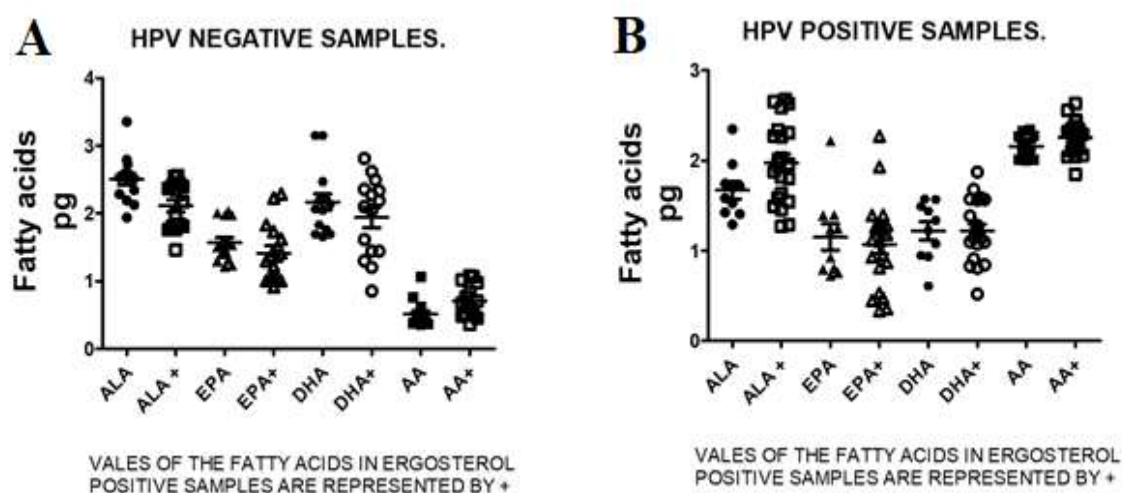 A
HPV NEGATIVE SAMPLES.
Fatty acids
pg
4
3
2
1
0
ALA
ALA +
EPA
EPA+
DHA
DHA+
AA
AA+
VALES OF THE FATTY ACIDS IN ERGOSTEROL
POSITIVE SAMPLES ARE REPRESENTED BY +
B
HPV POSITIVE SAMPLES.
Fatty acids
pg
3
2
1
0
ALA
ALA +
EPA
EPA+
DHA
DHA+
AA
AA+
VALES OF THE FATTY ACIDS IN ERGOSTEROL
POSITIVE SAMPLES ARE REPRESENTED BY +